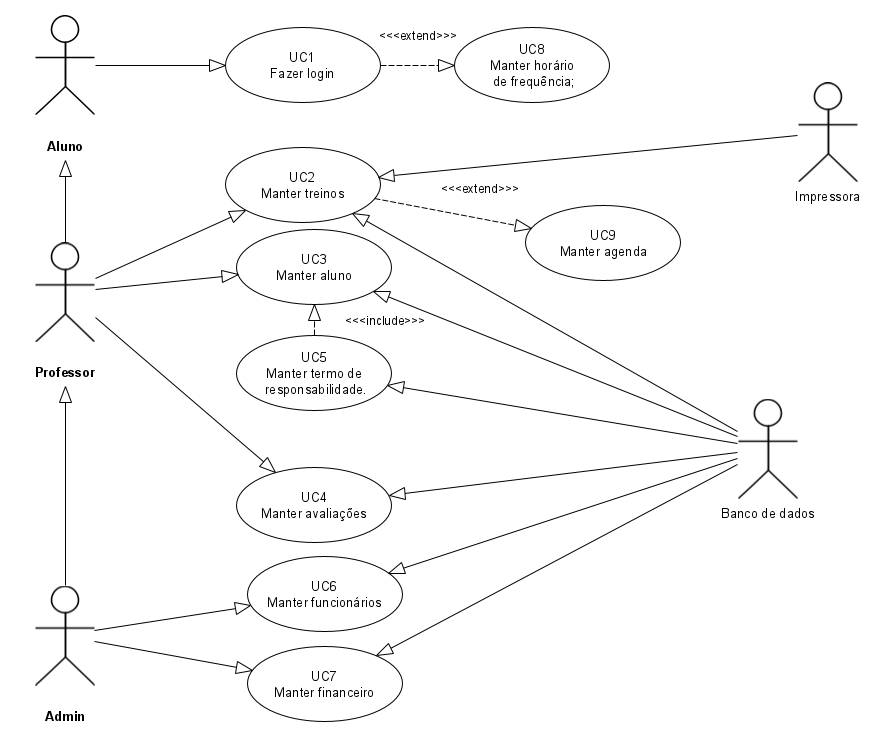 <<<extend>>>
UC1
Fazer login
UC8
Manter horário
de frequência;
Aluno
UC2
Manter treinos
<<<extend>>>
Impressora
UC9
Manter agenda
UC3
Manter aluno
<<<include>>>
UC5
Manter termo de
responsabilidade.
Professor
UC4
Manter avaliações
Banco de dados
UC6
Manter funcionários
UC7
Manter financeiro
Admin